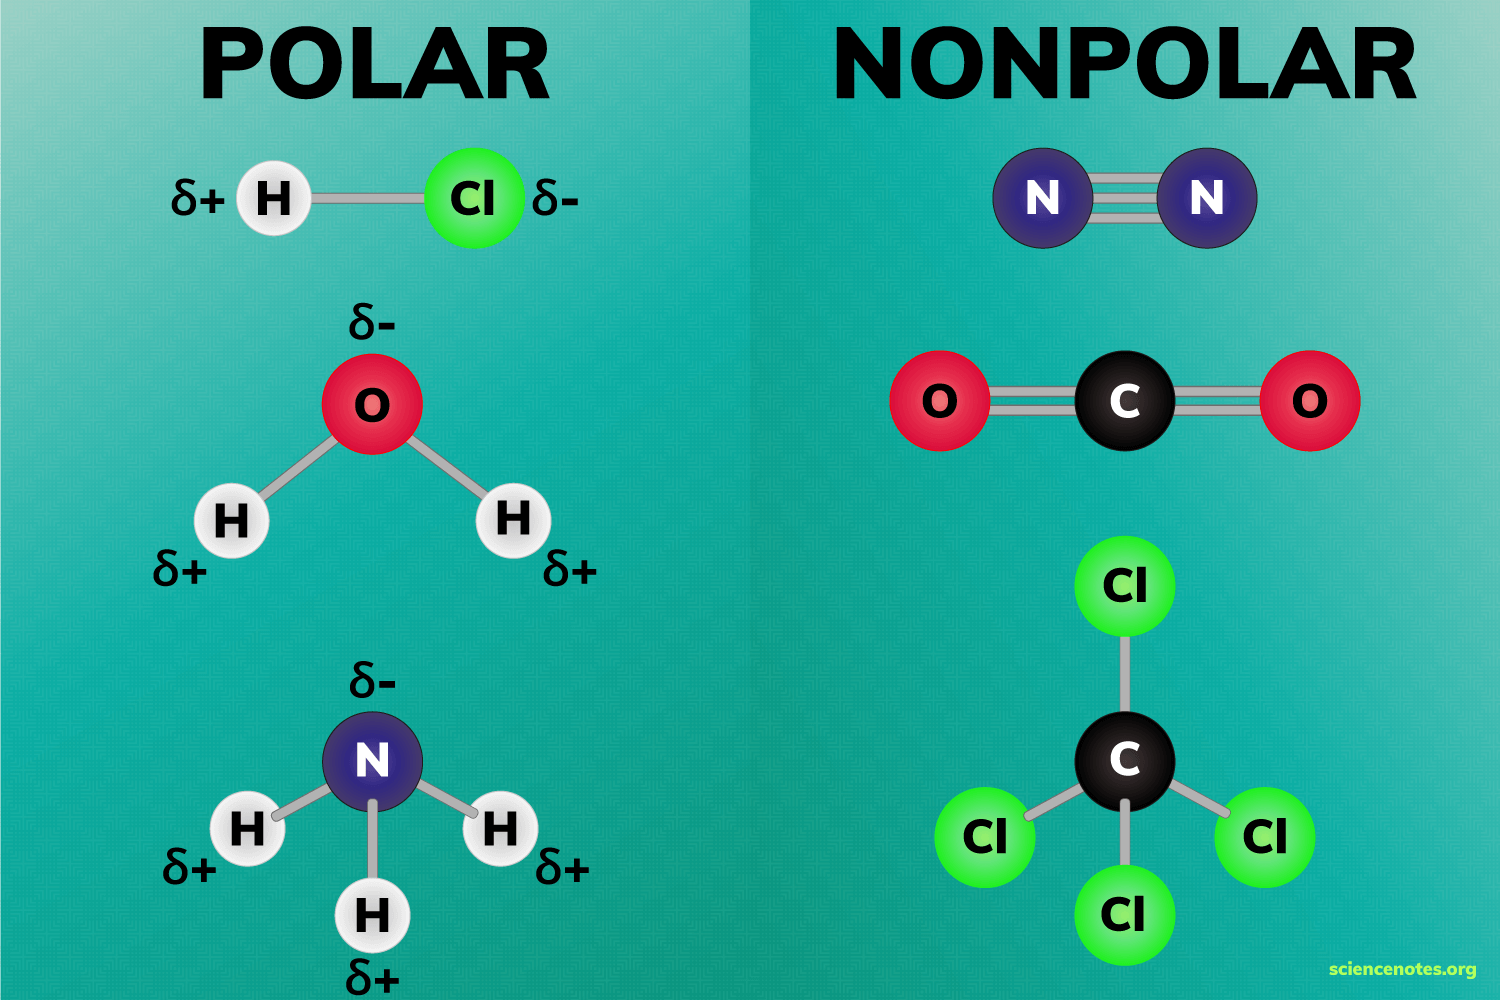 POLAR
δ+ H Cl δ-
δ-
O
H H
δ+ δ+
δ-
N
H H
δ+ δ+
H
δ+
NONPOLAR
N N
O C O
Cl
C
Cl Cl
Cl
sciencenotes.org